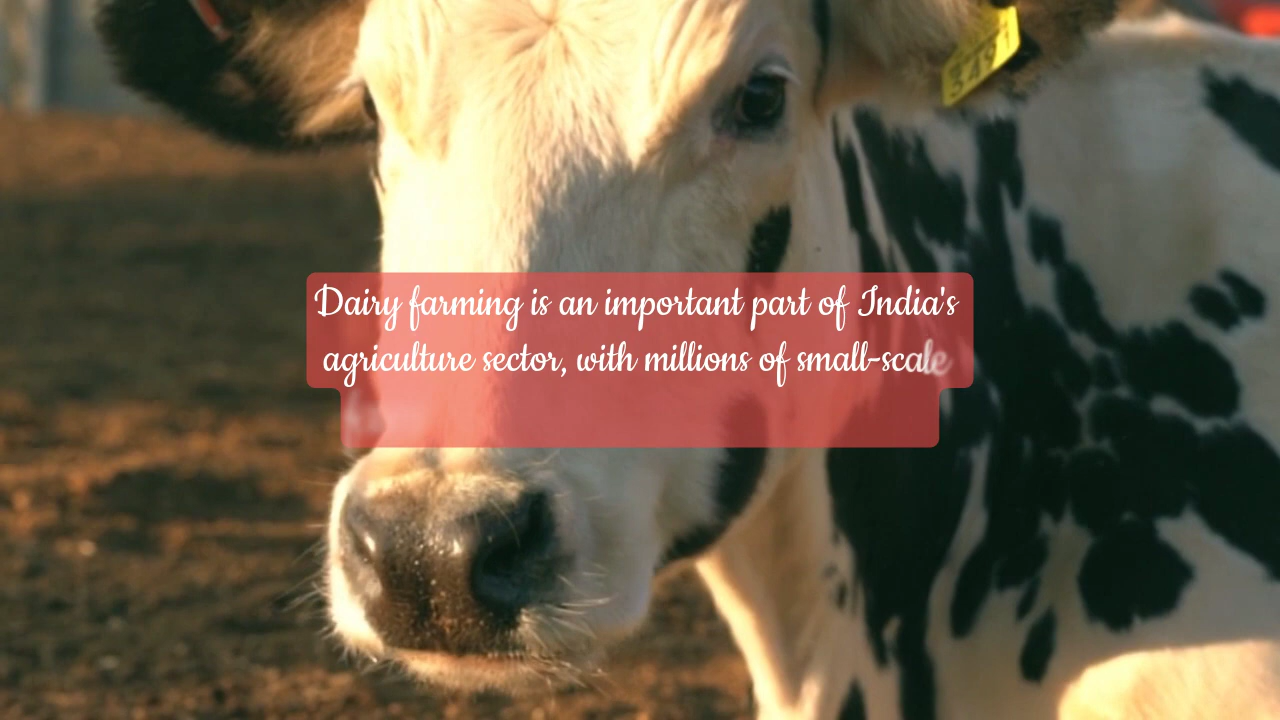 Dairy farming is an important part of India's
agriculture sector, with millions of small-scale